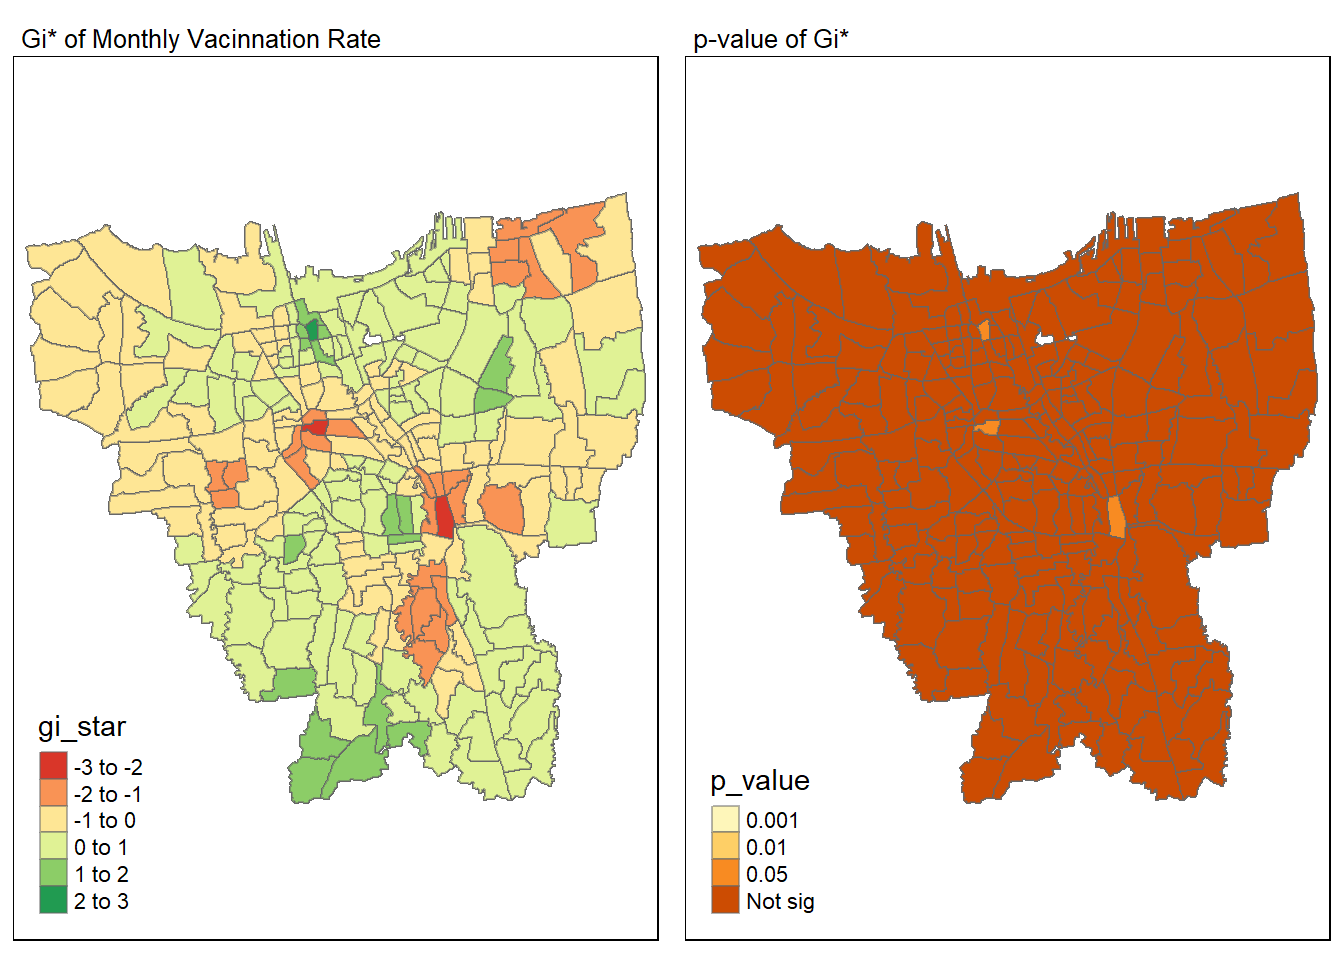 Gi* of Monthly Vacinnation Rate
gi_star
-3 to -2
-2 to -1
-1 to 0
0 to 1
1 to 2
2 to 3
p-value of Gi*
p_value
0.001
0.01
0.05
Not sig